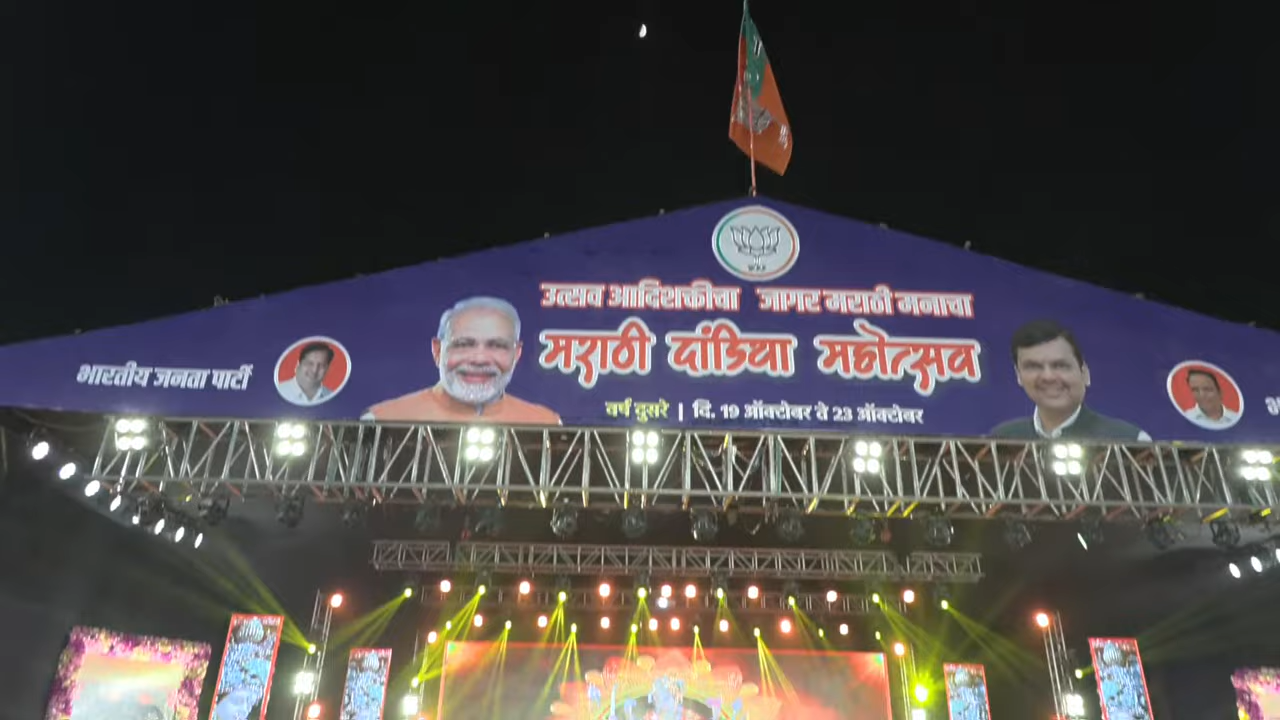 उत्सव आदिशक्तीचा जागर मराठी मनाचा
मराठी दांडिया महोत्सव
भारतीय जनता पार्टी
वर्ष दुसरे | दि. 19 ऑक्टोबर ते 23 ऑक्टोबर